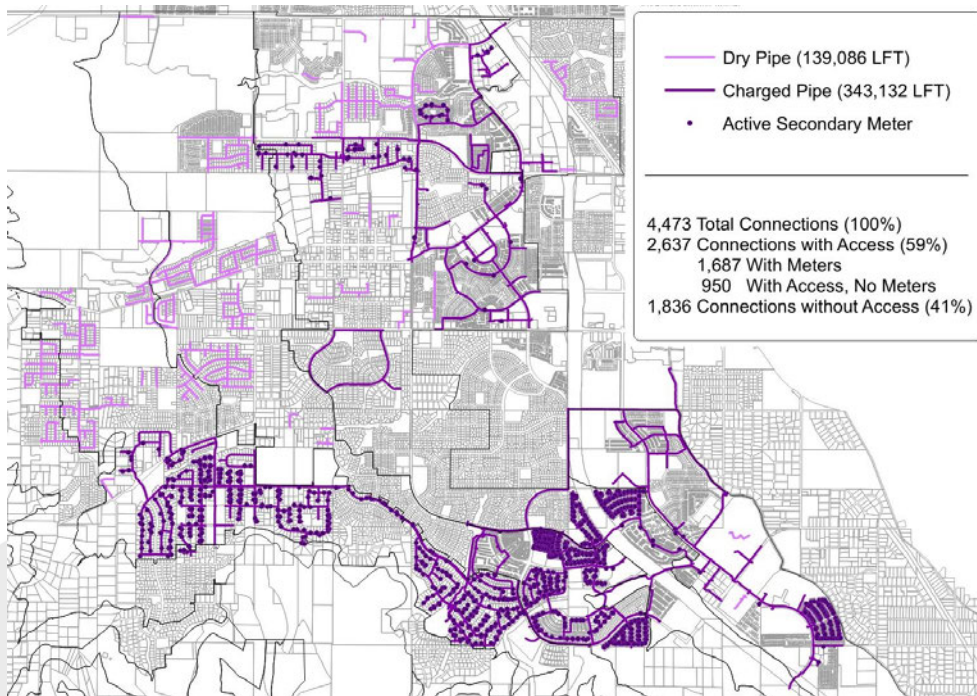 Dry Pipe (139,086 LFT)
Charged Pipe (343,132 LFT)
Active Secondary Meter
4,473 Total Connections (100%)
2,637 Connections with Access (59%)
1,687 With Meters
950 With Access, No Meters
1,836 Connections without Access (41%)